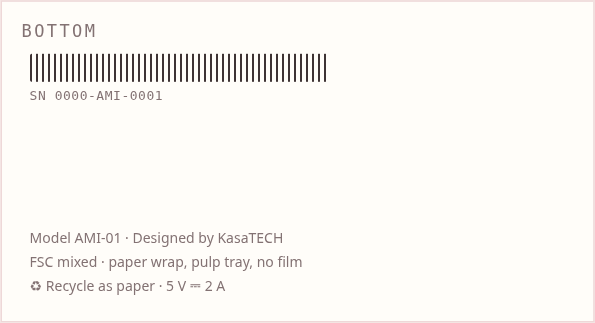 BOTTOM
SN 0000-AMI-0001
Model AMI-01 · Designed by KasaTECH
FSC mixed · paper wrap, pulp tray, no film
♻ Recycle as paper · 5 V ⎓ 2 A